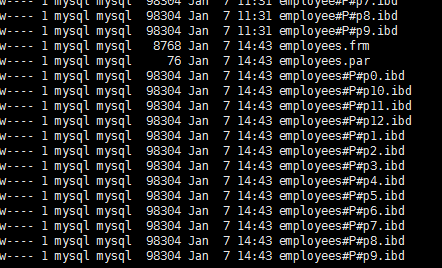 w---- 1 mysql mysql 98304 Jan 7 11:31 employee#P#p7.ibd
w---- 1 mysql mysql 98304 Jan 7 11:31 employee#P#p8.ibd
w---- 1 mysql mysql 98304 Jan 7 11:31 employee#P#p9.ibd
w---- 1 mysql mysql 8768 Jan 7 14:43 employees.frm
w---- 1 mysql mysql 76 Jan 7 14:43 employees.par
w---- 1 mysql mysql 98304 Jan 7 14:43 employees#P#p0.ibd
w---- 1 mysql mysql 98304 Jan 7 14:43 employees#P#p10.ibd
w---- 1 mysql mysql 98304 Jan 7 14:43 employees#P#p11.ibd
w---- 1 mysql mysql 98304 Jan 7 14:43 employees#P#p12.ibd
w---- 1 mysql mysql 98304 Jan 7 14:43 employees#P#p1.ibd
w---- 1 mysql mysql 98304 Jan 7 14:43 employees#P#p2.ibd
w---- 1 mysql mysql 98304 Jan 7 14:43 employees#P#p3.ibd
w---- 1 mysql mysql 98304 Jan 7 14:43 employees#P#p4.ibd
w---- 1 mysql mysql 98304 Jan 7 14:43 employees#P#p5.ibd
w---- 1 mysql mysql 98304 Jan 7 14:43 employees#P#p6.ibd
w---- 1 mysql mysql 98304 Jan 7 14:43 employees#P#p7.ibd
w---- 1 mysql mysql 98304 Jan 7 14:43 employees#P#p8.ibd
w---- 1 mysql mysql 98304 Jan 7 14:43 employees#P#p9.ibd